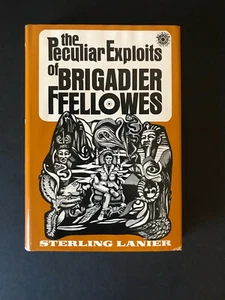 the
Peculiar Exploits
of BRIGADIER
FFELLOWES
STERLING LANIER